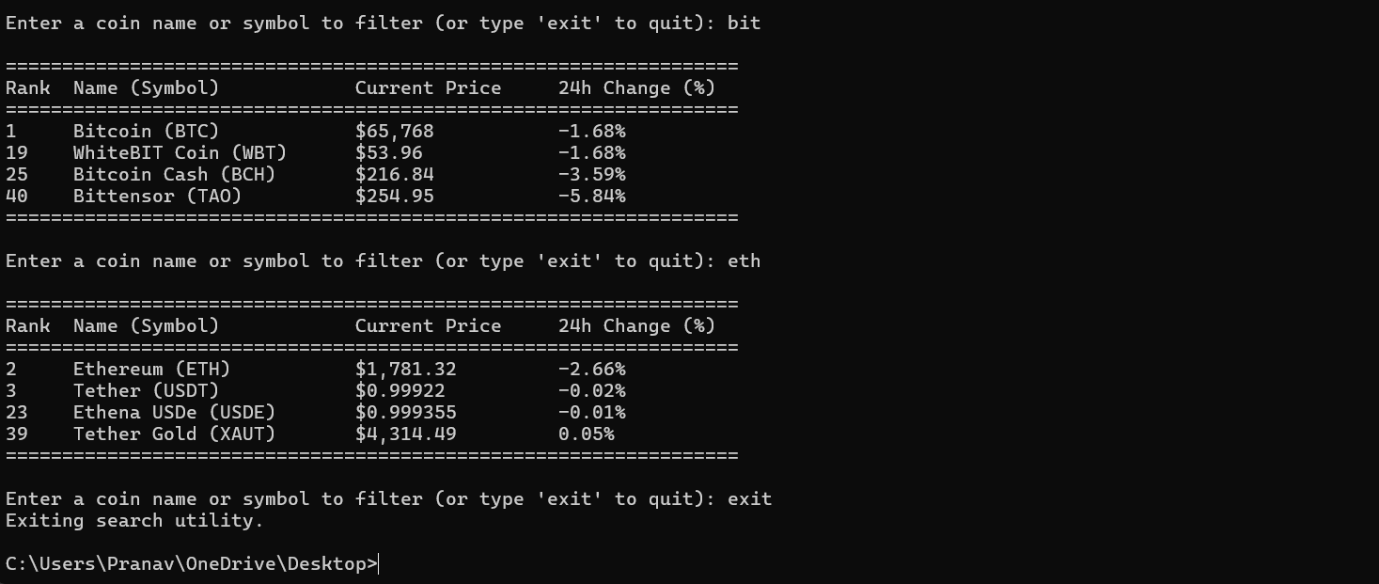 Enter a coin name or symbol to filter (or type 'exit' to quit): bit
=================================================================
Rank  Name (Symbol)            Current Price     24h Change (%)
=================================================================
1     Bitcoin (BTC)            $65,768           -1.68%
19    WhiteBIT Coin (WBT)      $53.96            -1.68%
25    Bitcoin Cash (BCH)       $216.84           -3.59%
40    Bittensor (TAO)          $254.95           -5.84%
=================================================================
Enter a coin name or symbol to filter (or type 'exit' to quit): eth
=================================================================
Rank  Name (Symbol)            Current Price     24h Change (%)
=================================================================
2     Ethereum (ETH)           $1,781.32         -2.66%
3     Tether (USDT)            $0.99922          -0.02%
23    Ethena USDe (USDE)       $0.999355         -0.01%
39    Tether Gold (XAUT)       $4,314.49         0.05%
=================================================================
Enter a coin name or symbol to filter (or type 'exit' to quit): exit
Exiting search utility.
C:\Users\Pranav\OneDrive\Desktop>